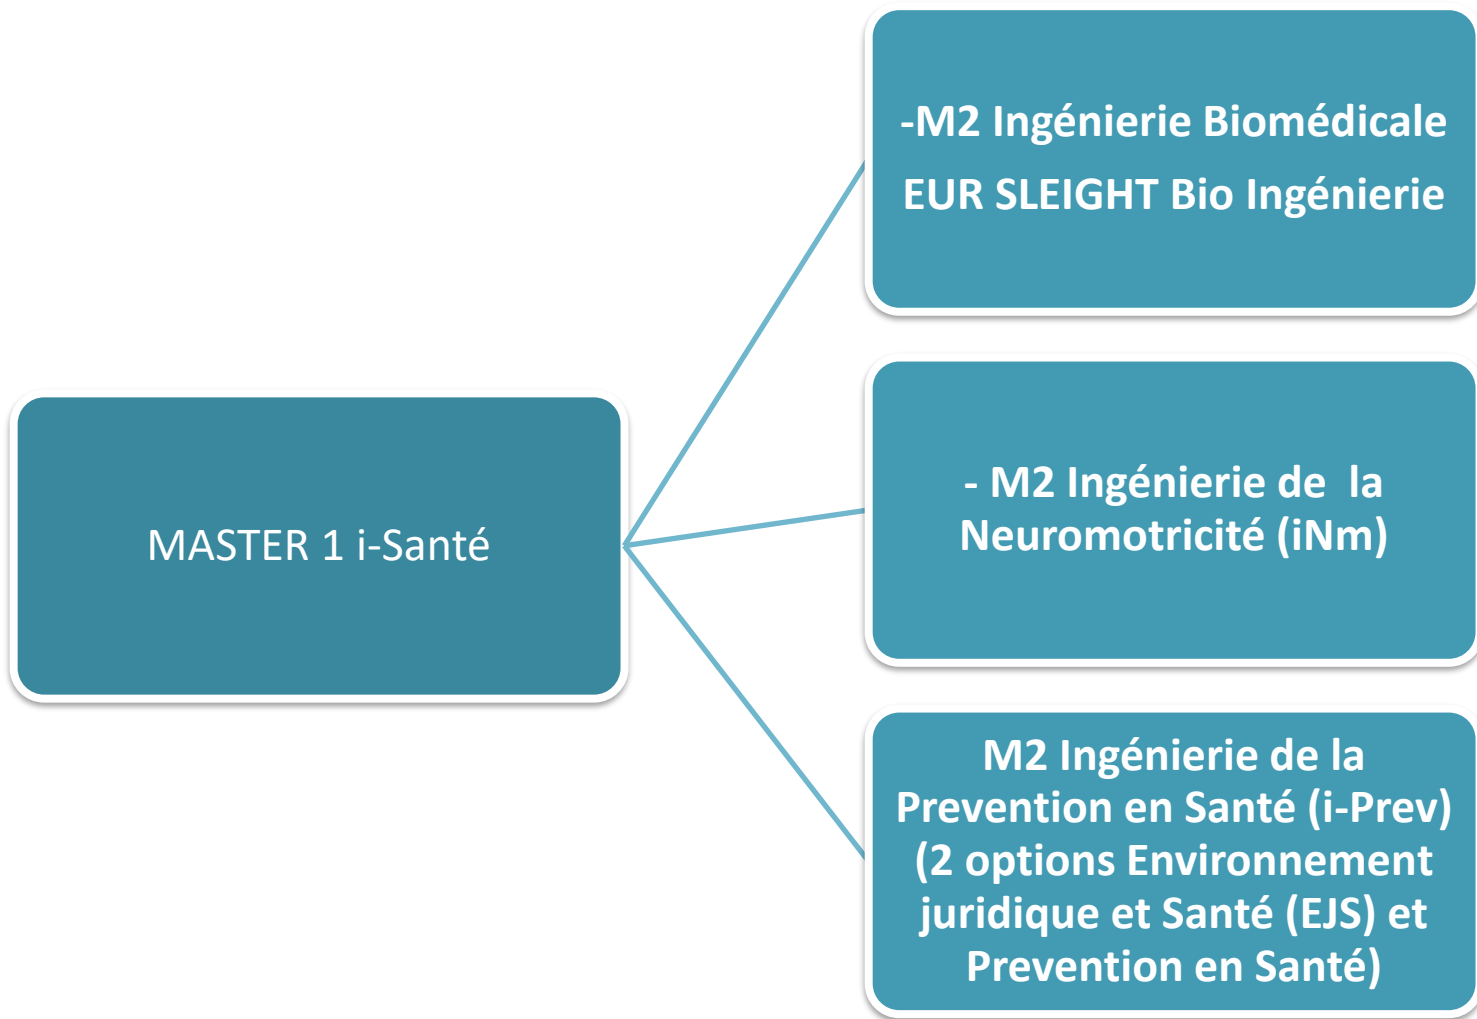 -M2 Ingénierie Biomédicale
EUR SLEIGHT Bio Ingénierie
MASTER 1 i-Santé
- M2 Ingénierie de  la
Neuromotricité (iNm)
M2 Ingénierie de la
Prevention en Santé (i-Prev)
(2 options Environnement
juridique et Santé (EJS) et
Prevention en Santé)